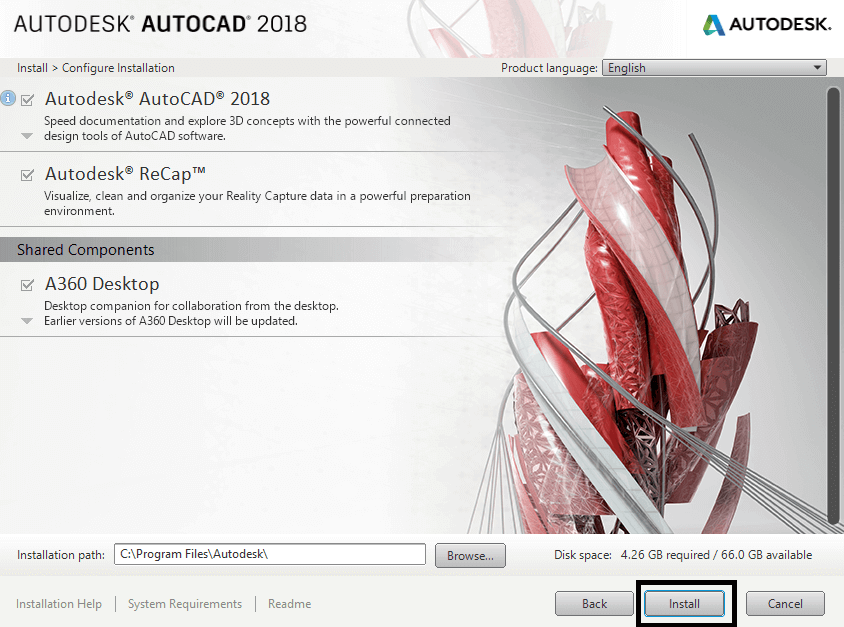 AUTODESK® AUTOCAD® 2018
AUTODESK.
Install > Configure Installation
Product language: English
Autodesk® AutoCAD® 2018
Speed documentation and explore 3D concepts with the powerful connected
design tools of AutoCAD software.
Autodesk® ReCap™
Visualize, clean and organize your Reality Capture data in a powerful preparation
environment.
Shared Components
A360 Desktop
Desktop companion for collaboration from the desktop.
Earlier versions of A360 Desktop will be updated.
Installation path: C:\Program Files\Autodesk\ Browse... Disk space: 4.26 GB required / 66.0 GB available
Installation Help System Requirements Readme Back Install Cancel